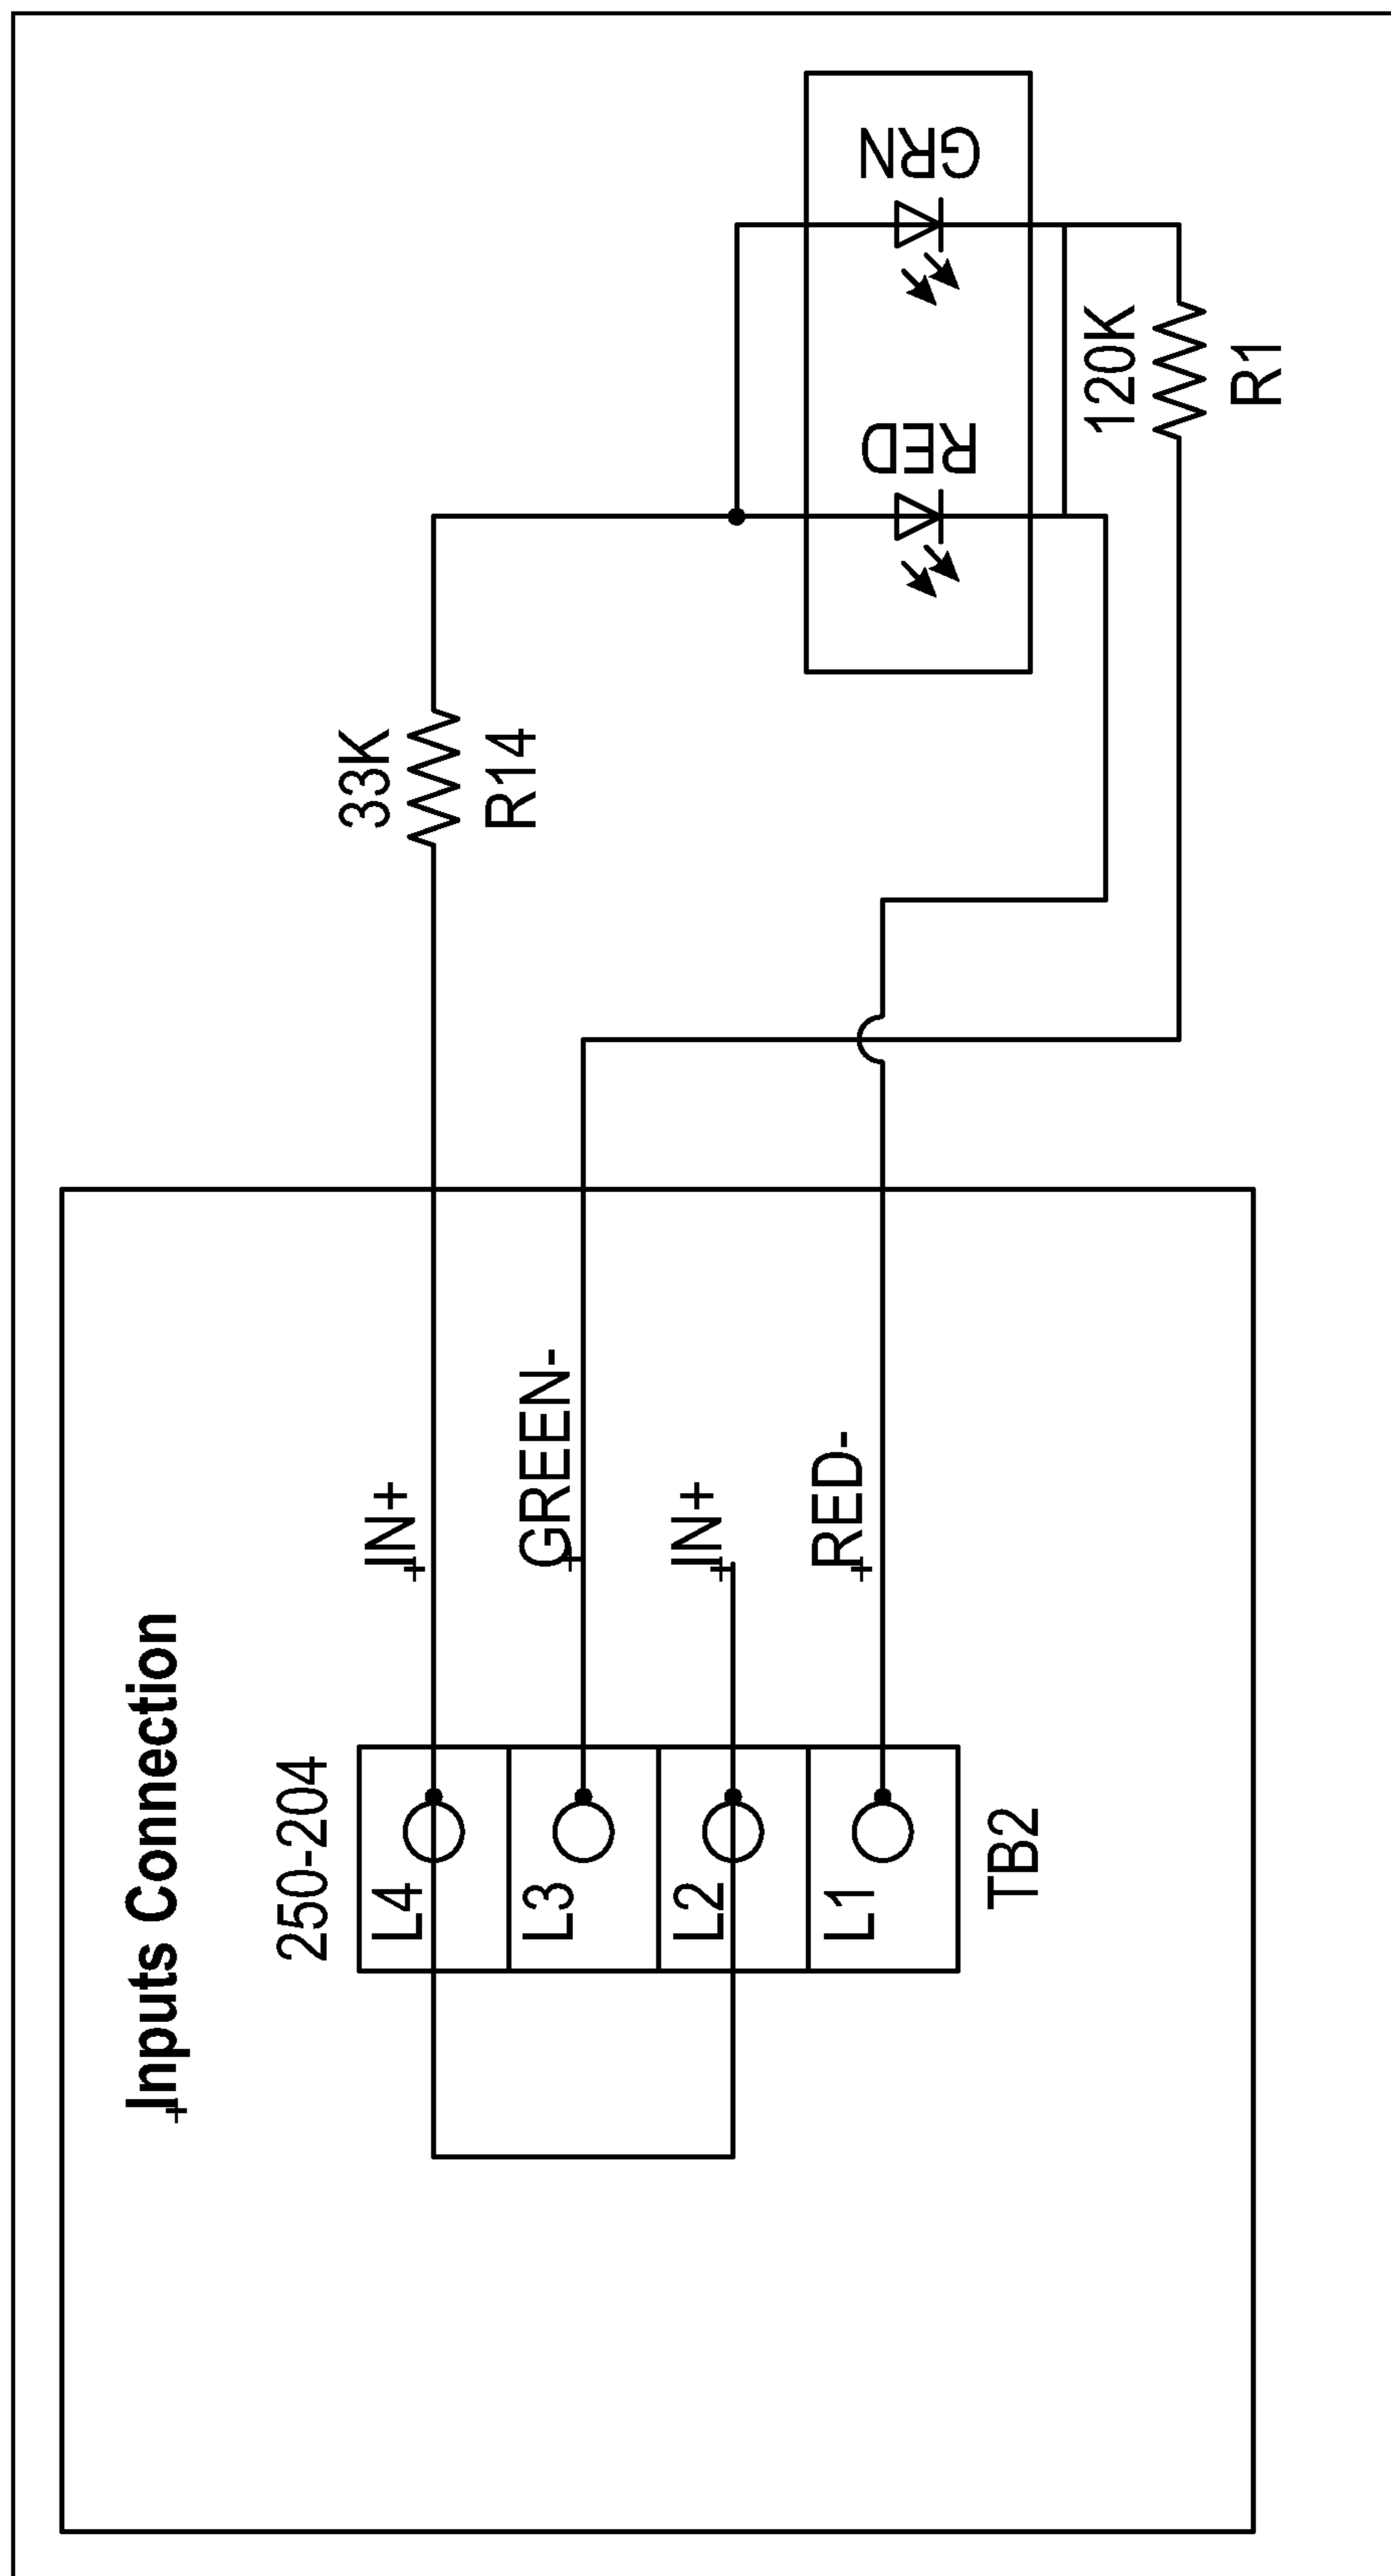 Inputs Connection
250-204
L4
L3
L2
L1
TB2
IN+
GREEN-
IN+
RED-
33K
R14
RED
GRN
120K
R1